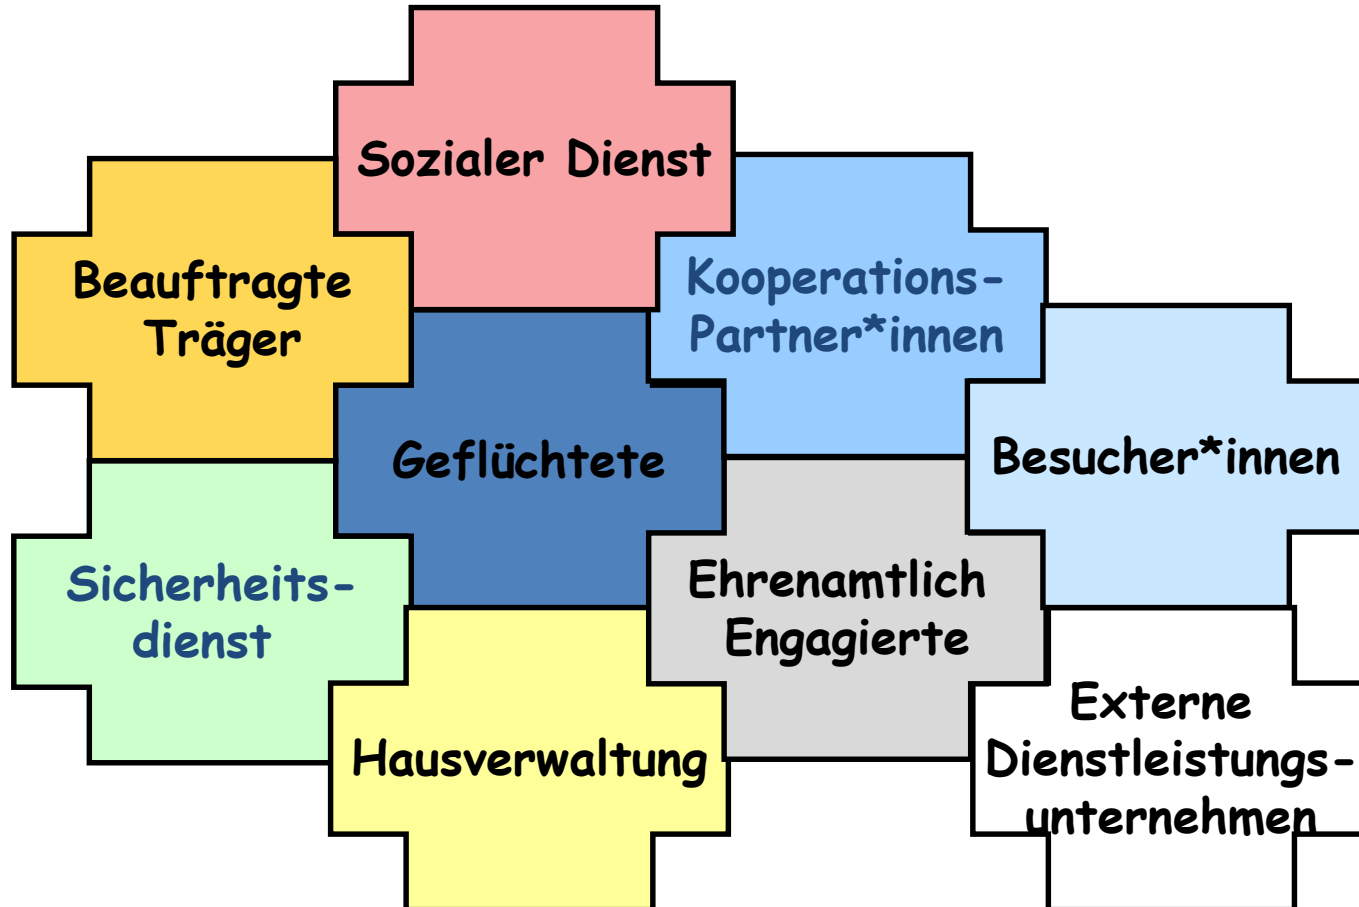 Sozialer Dienst
Beauftragte
Träger
Kooperations-
Partner*innen
Geflüchtete
Besucher*innen
Sicherheits-
dienst
Ehrenamtlich
Engagierte
Hausverwaltung
Externe
Dienstleistungs-
unternehmen